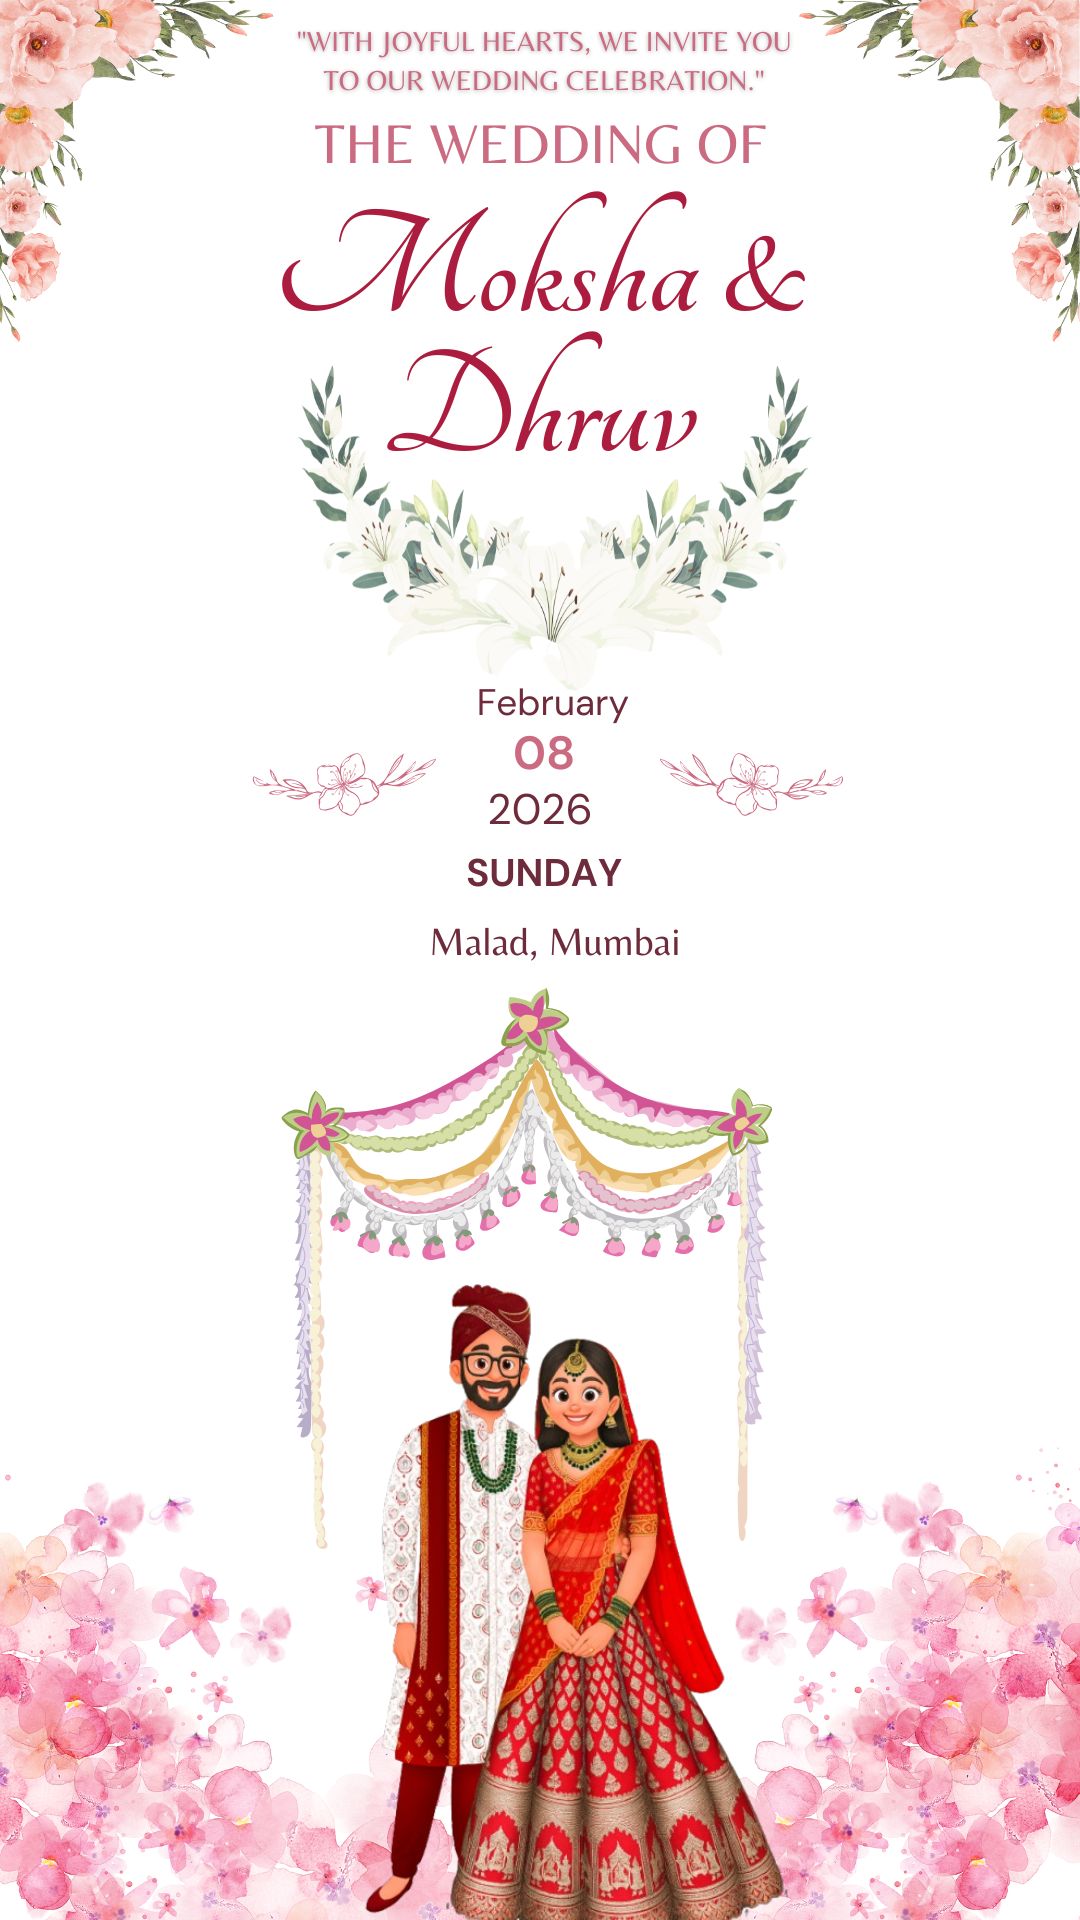 "WITH JOYFUL HEARTS, WE INVITE YOU
TO OUR WEDDING CELEBRATION."
THE WEDDING OF
Moksha &
Dhruv
February
08
2026
SUNDAY
Malad, Mumbai